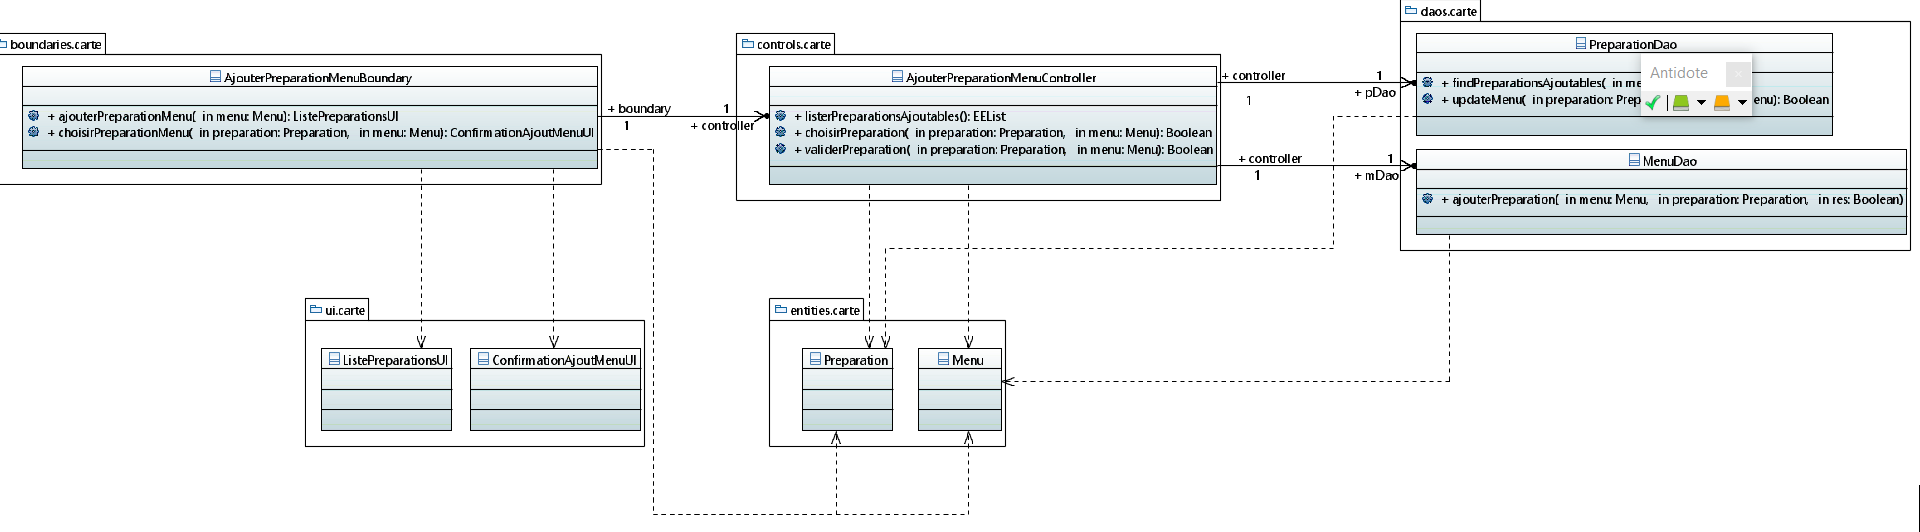 daos.carte
boundaries.carte
controls.carte
PreparationDao
AjouterPreparationMenuBoundary
AjouterPreparationMenuController
+ controller
1
+ pDao
1
Antidote
+ findPreparationsAjoutables( in me
+ updateMenu( in preparation: Prep enu): Boolean
+ ajouterPreparationMenu( in menu: Menu): ListePreparationsUI
+ choisirPreparationMenu( in preparation: Preparation, in menu: Menu): ConfirmationAjoutMenuUI
+ boundary
1
1
+ controller
+ listerPreparationsAjoutables(): EEList
+ choisirPreparation( in preparation: Preparation, in menu: Menu): Boolean
+ validerPreparation( in preparation: Preparation, in menu: Menu): Boolean
+ controller
1
1
+ mDao
MenuDao
+ ajouterPreparation( in menu: Menu, in preparation: Preparation, in res: Boolean)
ui.carte
entities.carte
ListePreparationsUI
ConfirmationAjoutMenuUI
Preparation
Menu